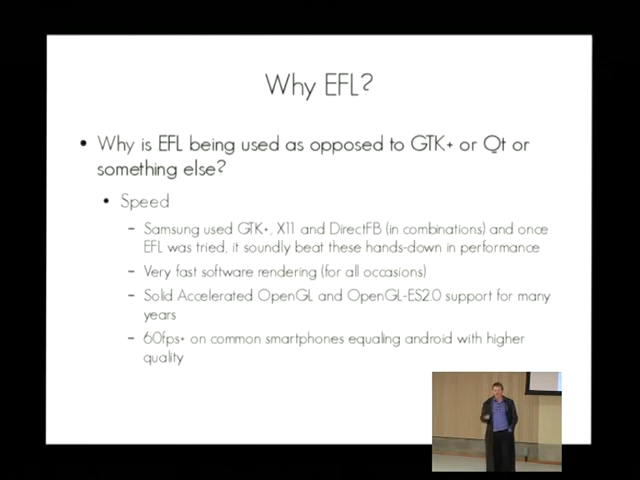 Why EFL?
• Why is EFL being used as opposed to GTK+ or Qt or
something else?
• Speed
– Samsung used GTK+, X11 and DirectFB (in combinations) and once
EFL was tried, it soundly beat these hands-down in performance
– Very fast software rendering (for all occasions)
– Solid Accelerated OpenGL and OpenGL-ES2.0 support for many
years
– 60fps+ on common smartphones equaling android with higher
quality